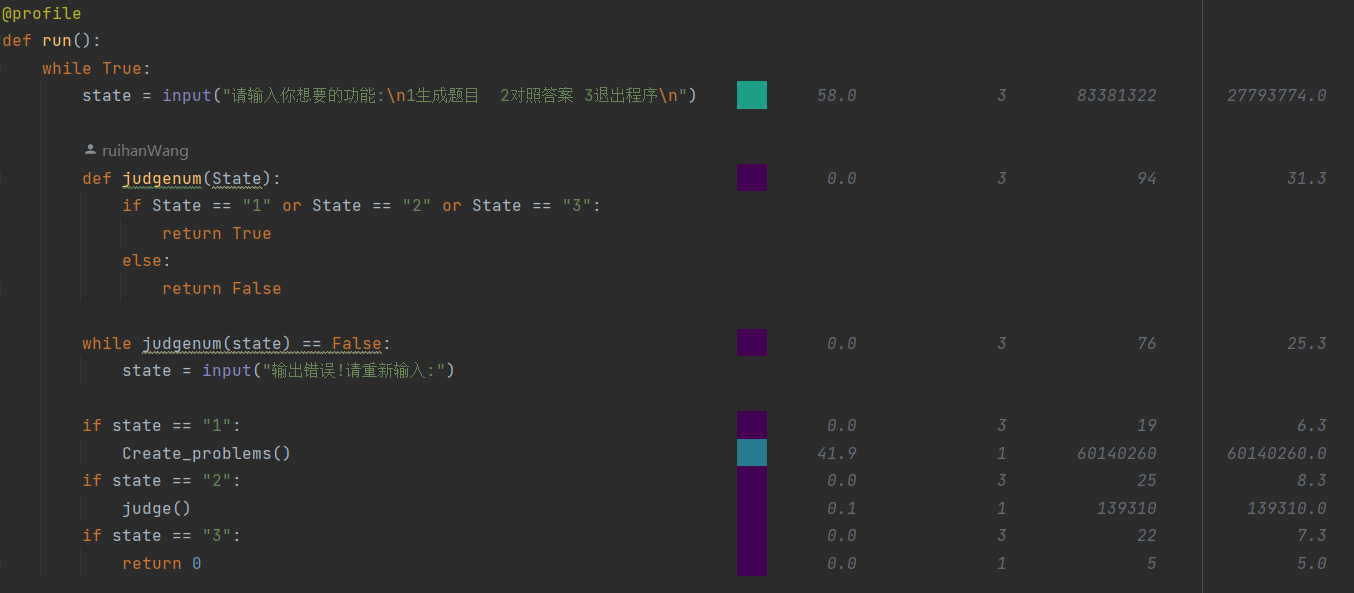 @profile
def run():
    while True:
        state = input("请输入你想要的功能:\n1生成题目  2对照答案 3退出程序\n") 58.0 3 83381322 27793774.0
        ruihanWang
        def judgenum(State): 0.0 3 94 31.3
            if State == "1" or State == "2" or State == "3":
                return True
            else:
                return False
        while judgenum(state) == False: 0.0 3 76 25.3
            state = input("输出错误!请重新输入:")
        if state == "1": 0.0 3 19 6.3
            Create_problems() 41.9 1 60140260 60140260.0
        if state == "2": 0.0 3 25 8.3
            judge() 0.1 1 139310 139310.0
        if state == "3": 0.0 3 22 7.3
            return 0 0.0 1 5 5.0